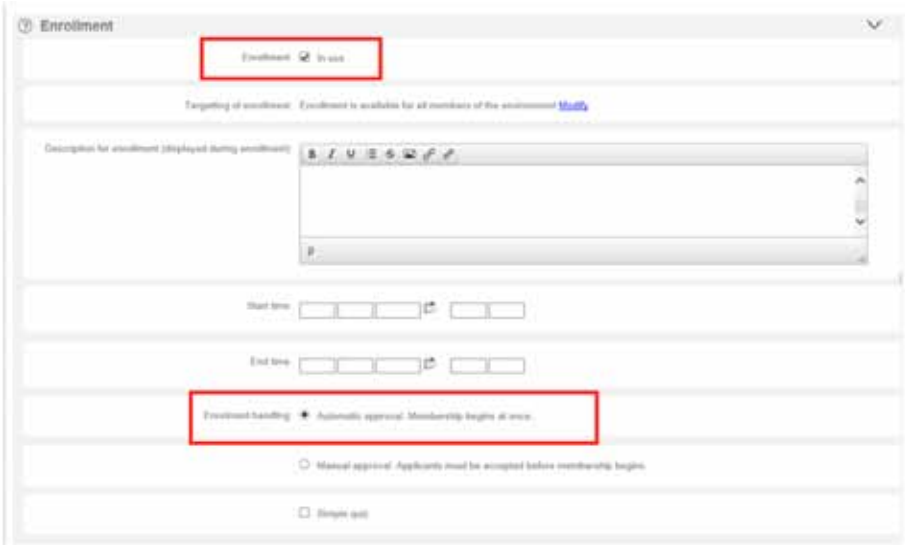 Enrollment
Enrollment In use
Targeting of enrollment Enrollment is available for all members of the environment Modify
Description for enrollment (displayed during enrollment)
B I U S
p
Start time
End time
Enrolment handling Automatic approval. Membership begins at once.
Manual approval. Applicants must be accepted before membership begins.
Simple quiz